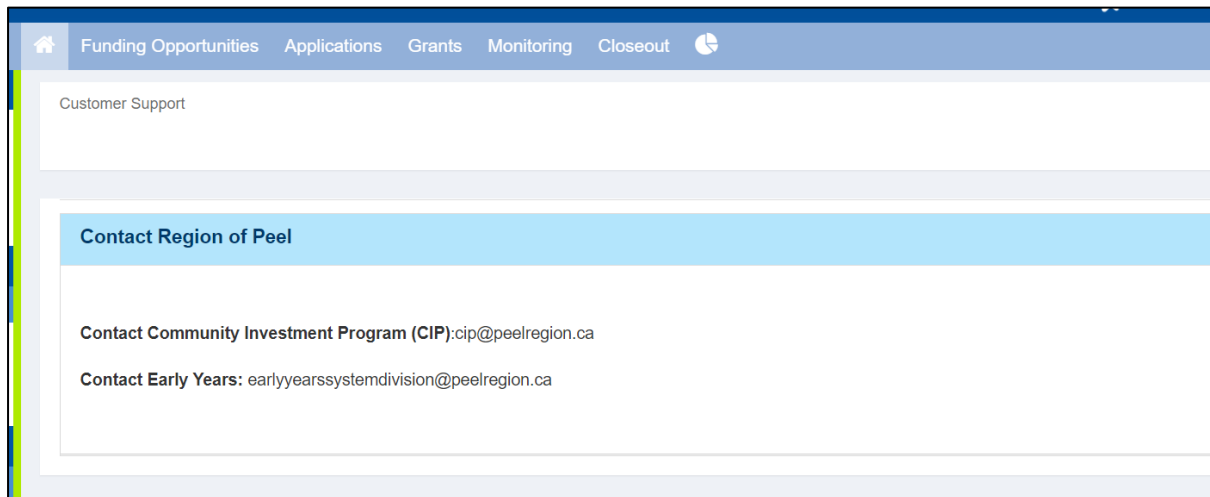 Funding Opportunities Applications Grants Monitoring Closeout
Customer Support
Contact Region of Peel
Contact Community Investment Program (CIP):cip@peelregion.ca
Contact Early Years: earlyyearssystemdivision@peelregion.ca